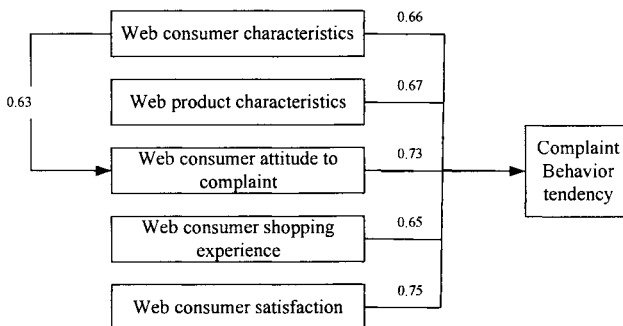 Web consumer characteristics
0.66
0.63
Web product characteristics
0.67
Web consumer attitude to
complaint
0.73
Complaint
Behavior
tendency
Web consumer shopping
experience
0.65
Web consumer satisfaction
0.75